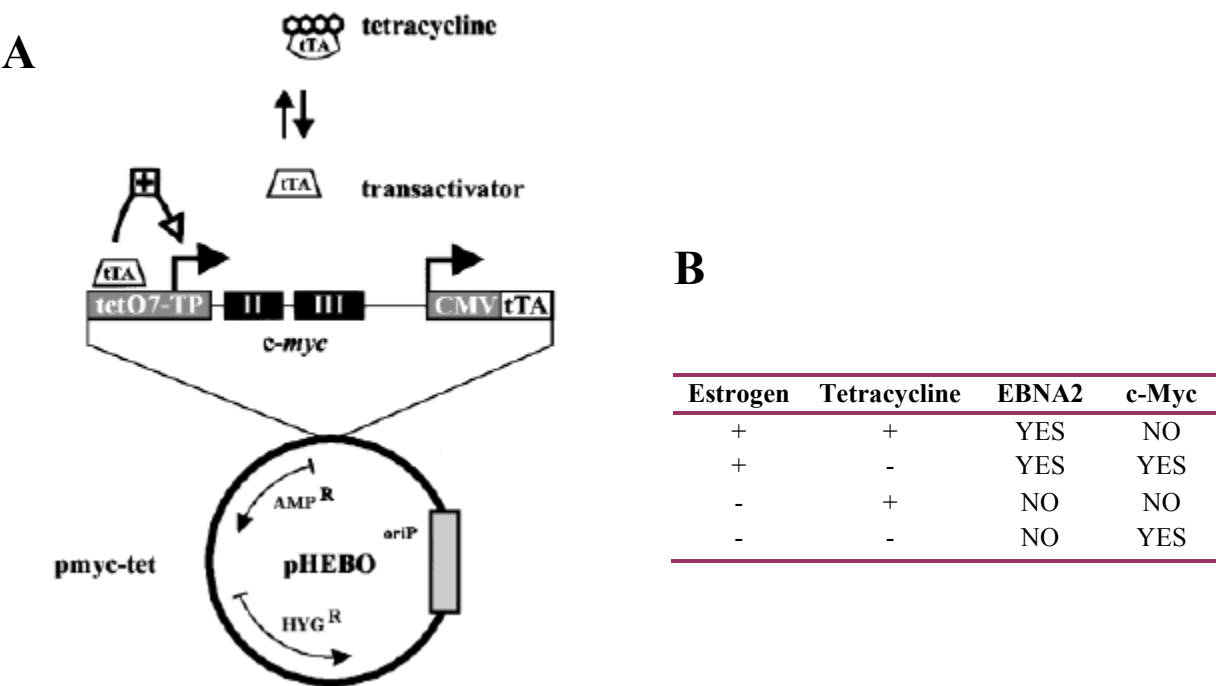 A
tetracycline
tTA
+
tTA
transactivator
tTA
tetO7-TP II III CMV tTA
c-myc
AMP R
oriP
pmyc-tet
pHEBO
HYG R
B
Estrogen Tetracycline EBNA2 c-Myc
+ + YES NO
+ - YES YES
- + NO NO
- - NO YES